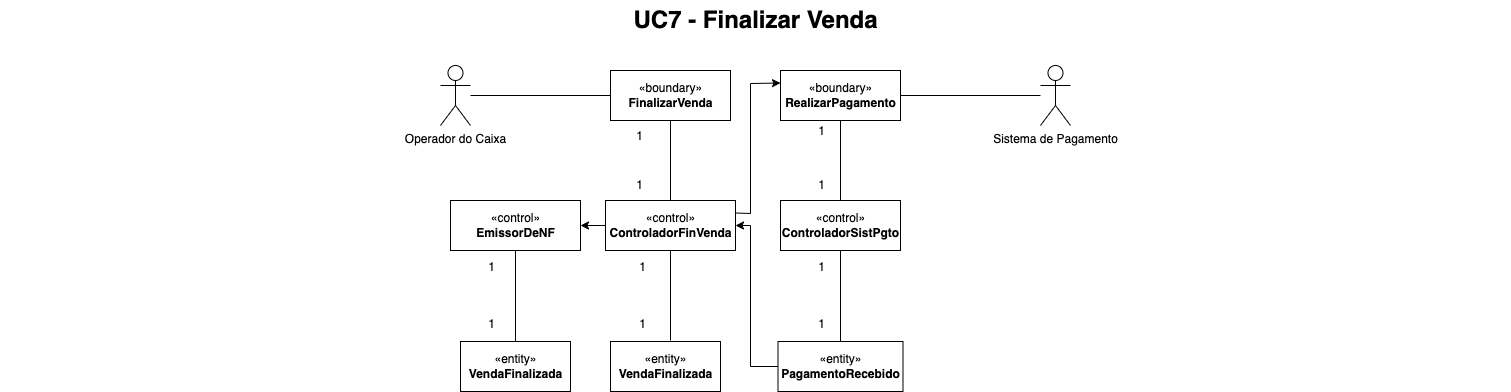 UC7 - Finalizar Venda
«boundary»
FinalizarVenda
«boundary»
RealizarPagamento
Operador do Caixa
Sistema de Pagamento
1
1
1
1
«control»
EmissorDeNF
«control»
ControladorFinVenda
«control»
ControladorSistPgto
1
1
1
1
1
1
«entity»
VendaFinalizada
«entity»
VendaFinalizada
«entity»
PagamentoRecebido